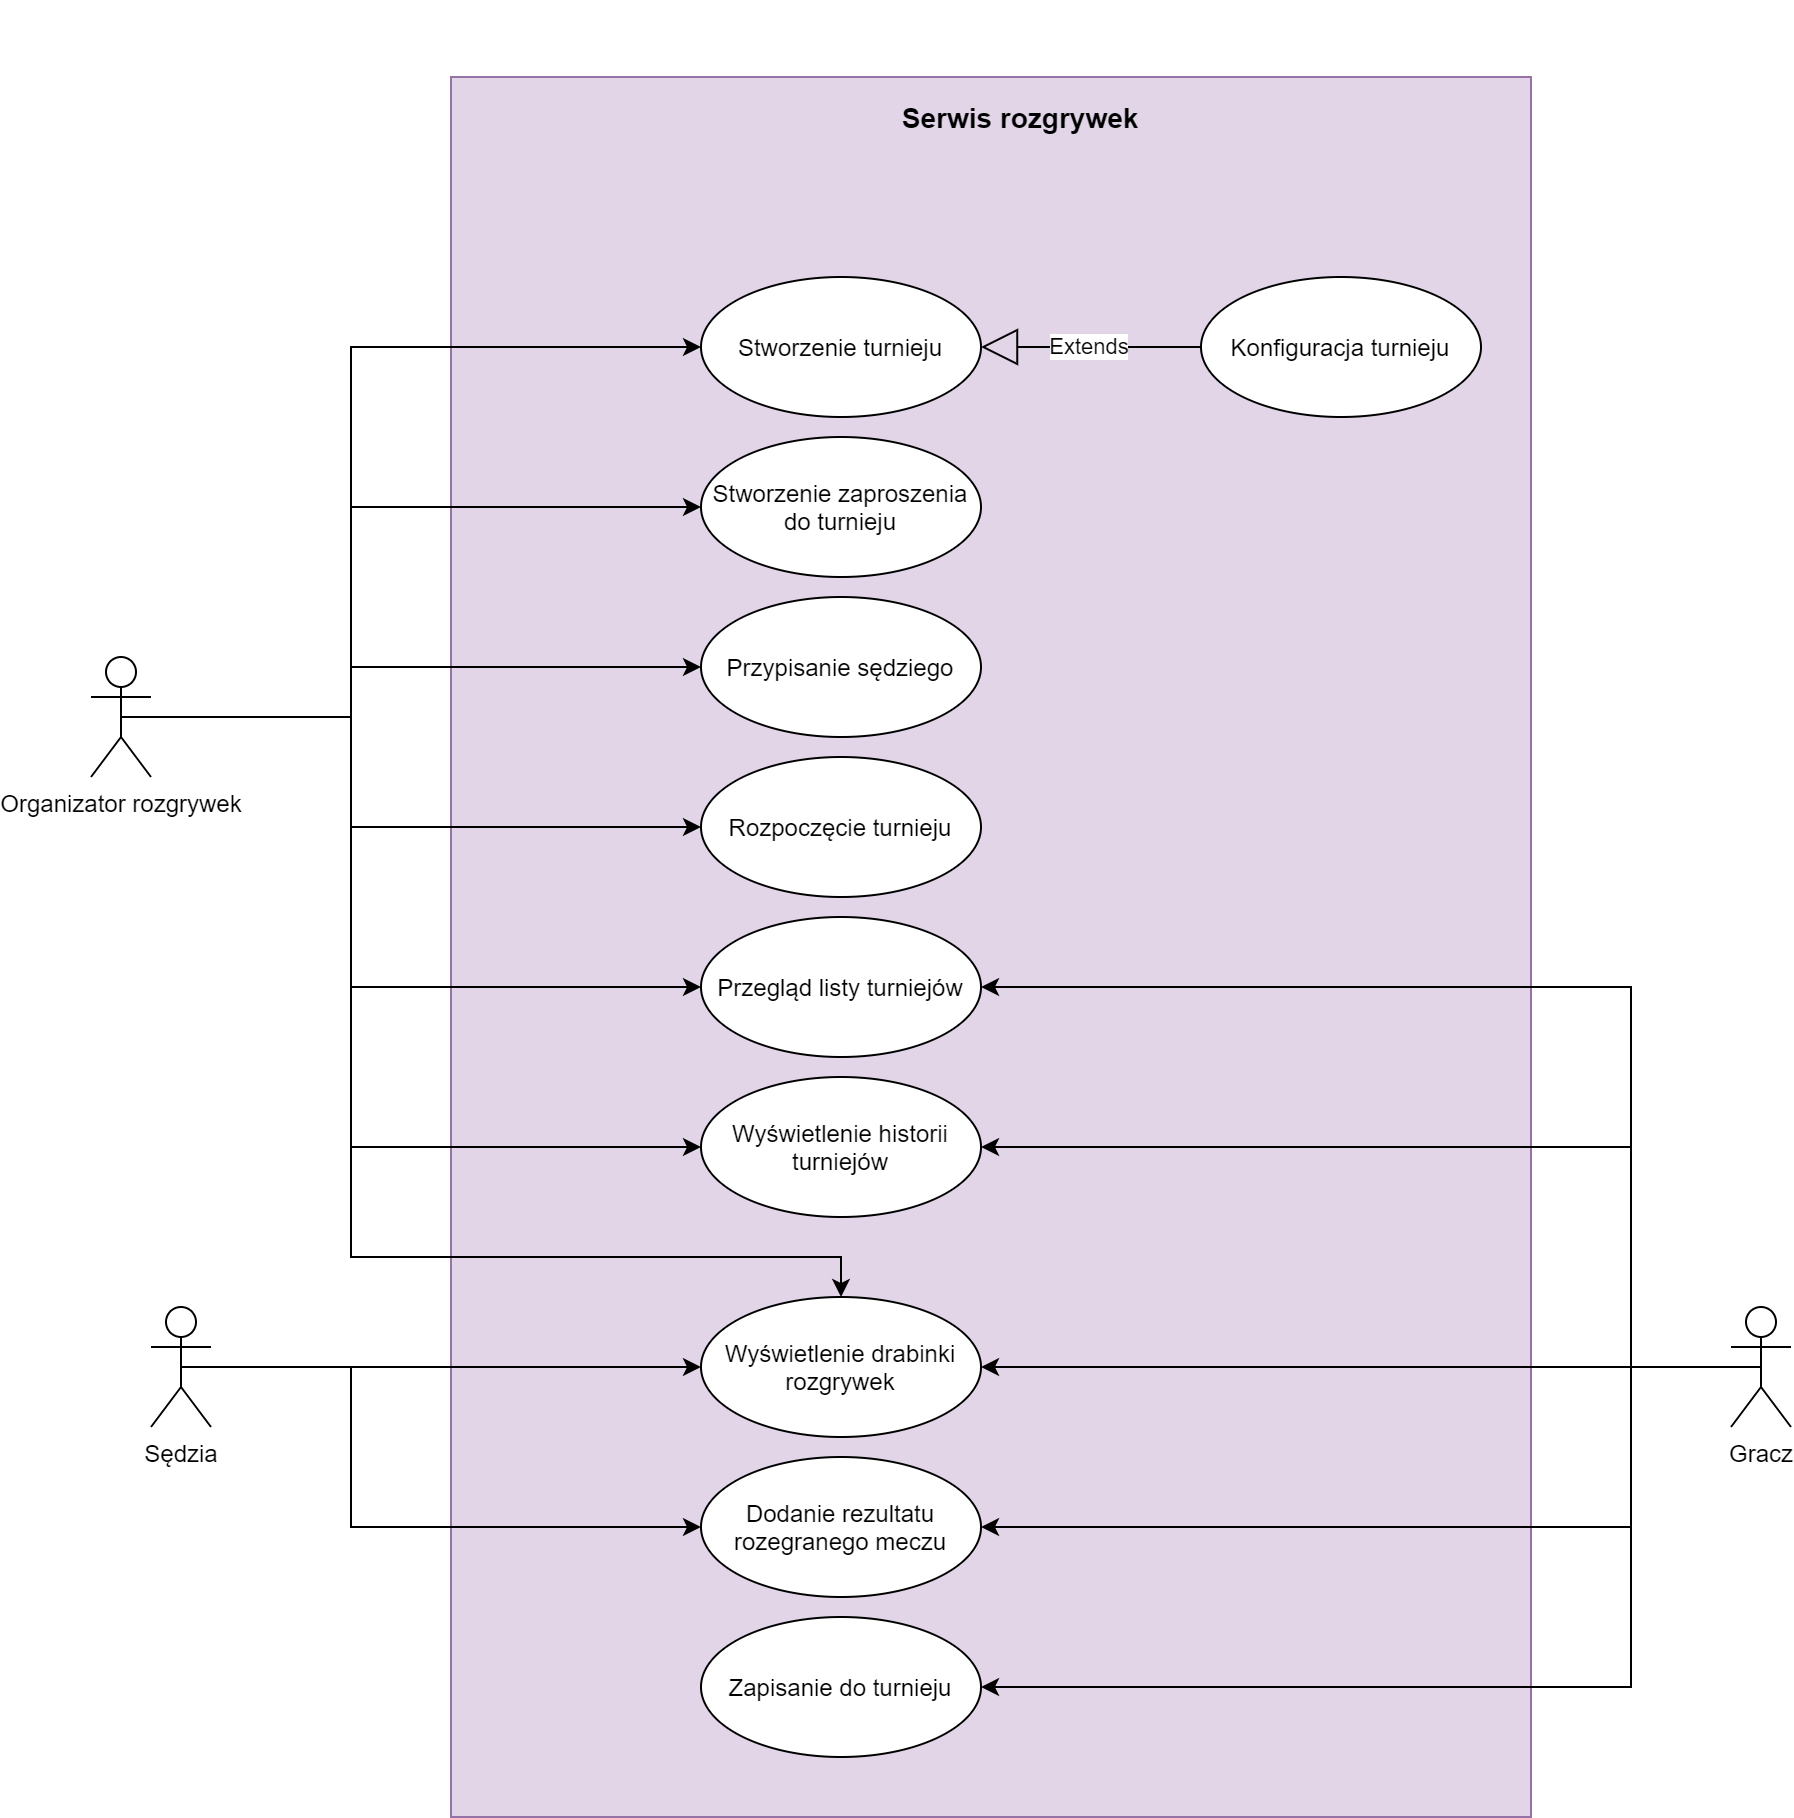 Serwis rozgrywek
Stworzenie turnieju
Extends
Konfiguracja turnieju
Stworzenie zaproszenia
do turnieju
Przypisanie sędziego
Organizator rozgrywek
Rozpoczęcie turnieju
Przegląd listy turniejów
Wyświetlenie historii
turniejów
Wyświetlenie drabinki
rozgrywek
Sędzia
Gracz
Dodanie rezultatu
rozegranego meczu
Zapisanie do turnieju